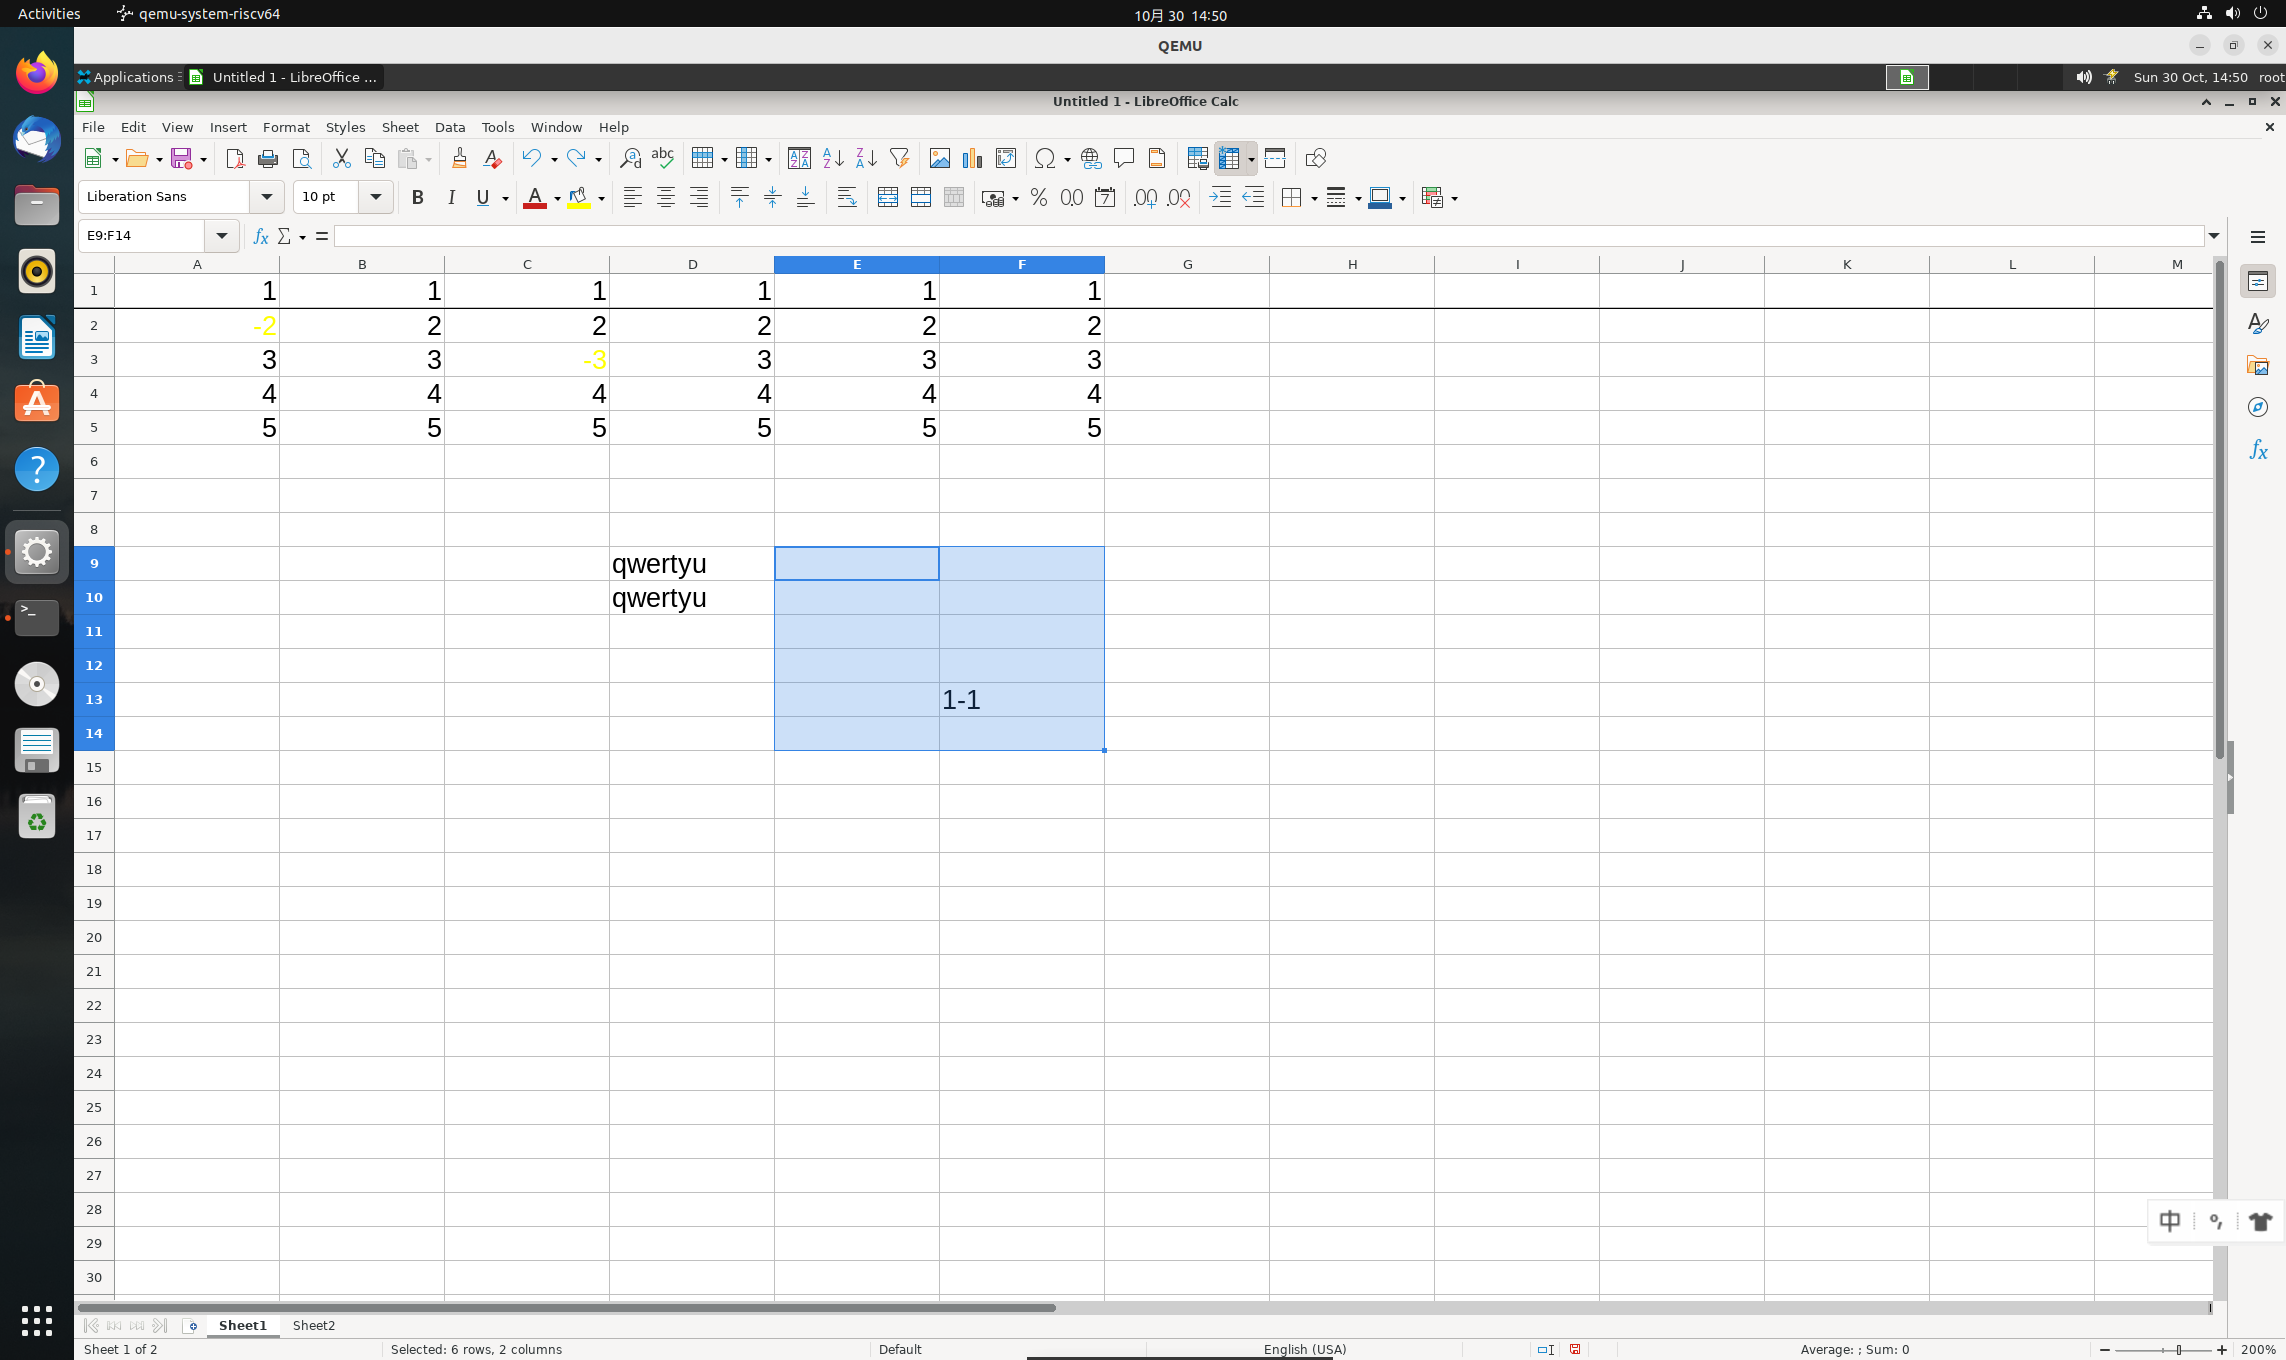 Activities qemu-system-riscv64 10月 30 14:50
QEMU
Applications Untitled 1 - LibreOffice ... Sun 30 Oct, 14:50 root
Untitled 1 - LibreOffice Calc
File Edit View Insert Format Styles Sheet Data Tools Window Help
Liberation Sans 10 pt
E9:F14
A B C D E F G H I J K L M
1 1 1 1 1 1 1
2 -2 2 2 2 2 2
3 3 3 -3 3 3 3
4 4 4 4 4 4 4
5 5 5 5 5 5 5
6
7
8
9 qwertyu
10 qwertyu
11
12
13 1-1
14
15
16
17
18
19
20
21
22
23
24
25
26
27
28 中
29
30
Sheet1 Sheet2
Sheet 1 of 2 Selected: 6 rows, 2 columns Default English (USA) Average: ; Sum: 0 200%